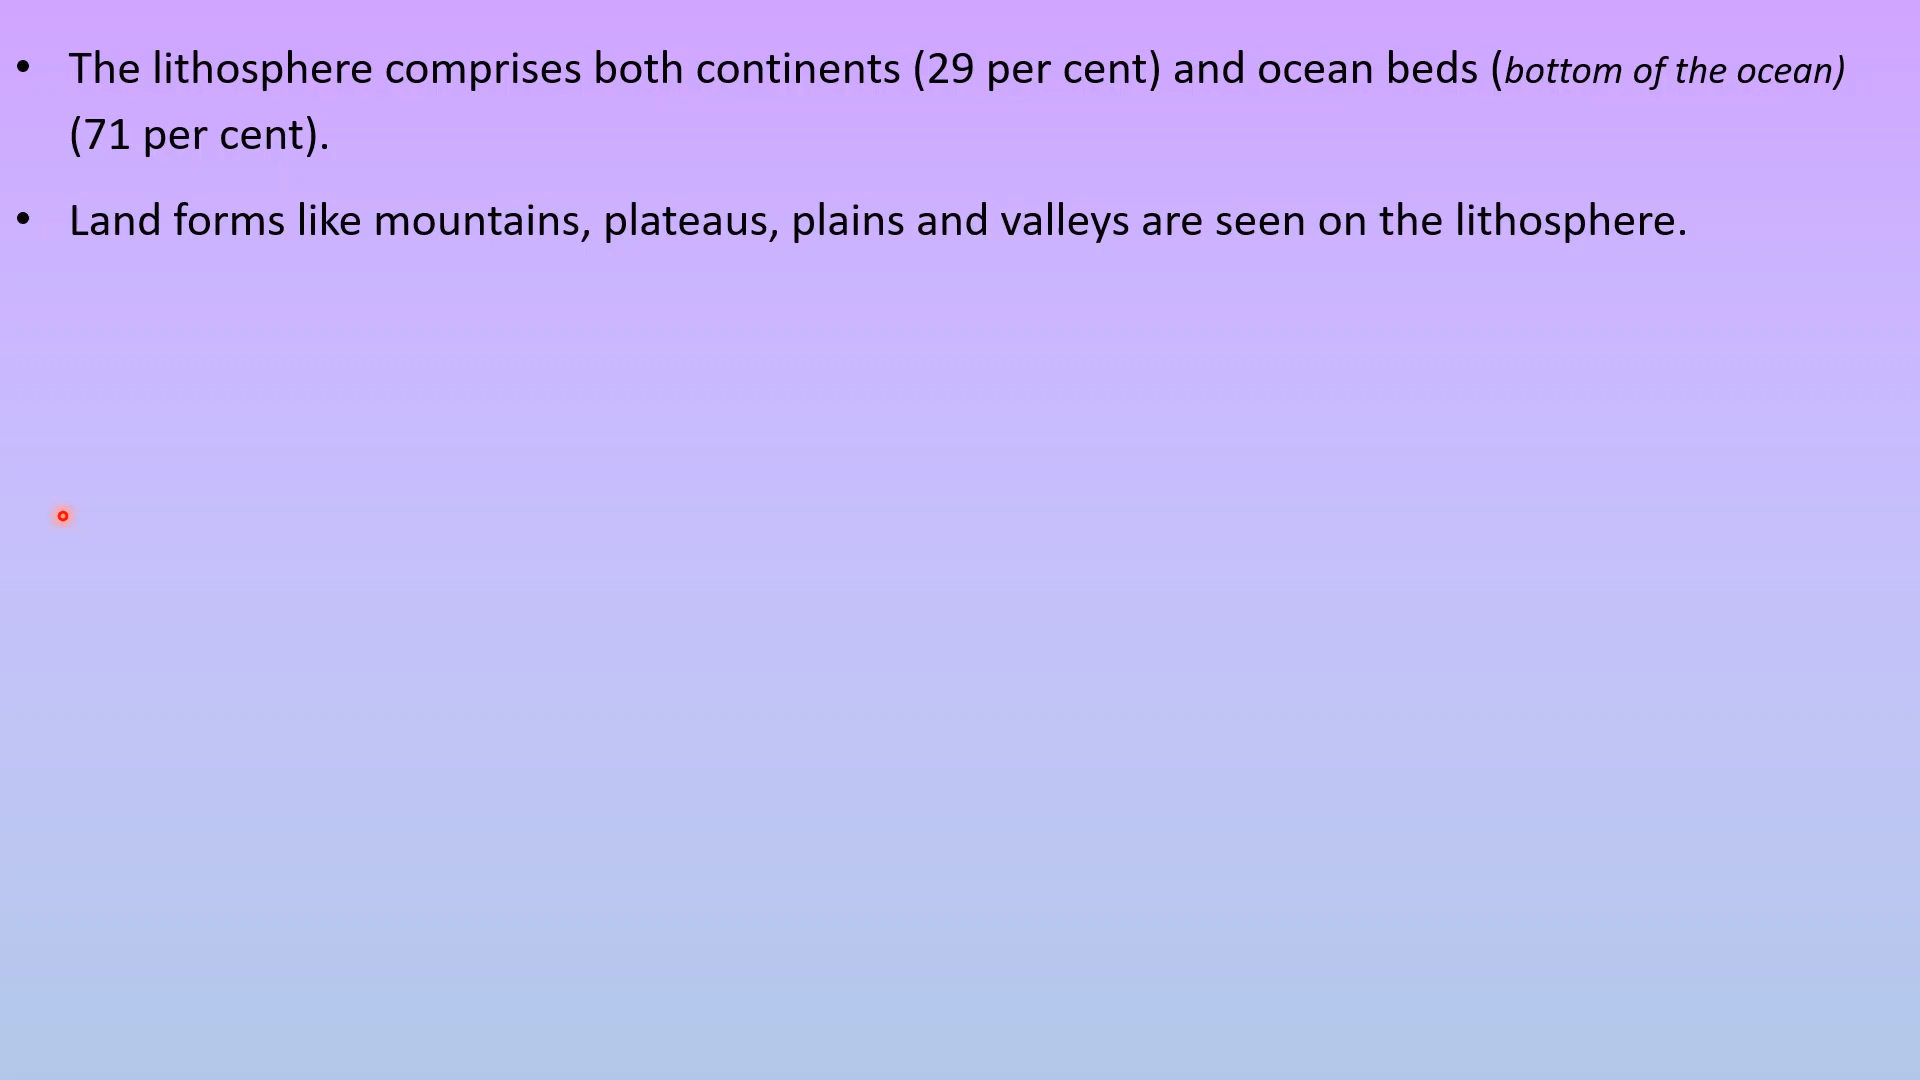 • The lithosphere comprises both continents (29 per cent) and ocean beds (bottom of the ocean)
(71 per cent).
• Land forms like mountains, plateaus, plains and valleys are seen on the lithosphere.